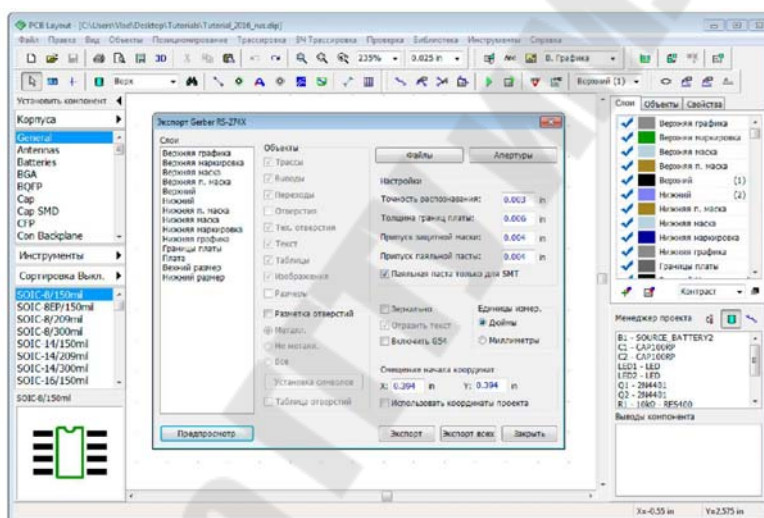 PCB Layout - [C:\Users\Vlad\Desktop\Tutorials\Tutorial_2016_rus.dip]
Файл Правка Вид Объекты Позиционирование Трассировка ВЧ Трассировка Проверка Библиотека Инструменты Справка
3D 235% 0.025 in Abc В. Графика
Верх Верхний (1)
Установить компонент
Корпуса
General
Antennas
Batteries
BGA
BQFP
Cap
Cap SMD
CFP
Con Backplane
Инструменты
Сортировка Выкл.
SOIC-8/150mil
SOIC-8EP/150mil
SOIC-8/209mil
SOIC-8/300mil
SOIC-14/150mil
SOIC-14/209mil
SOIC-14/300mil
SOIC-16/150mil
SOIC-8/150mil
Экспорт Gerber RS-274X
Слои
Верхняя графика
Верхняя маркировка
Верхняя маска
Верхняя п. маска
Верхний
Нижний
Нижняя п. маска
Нижняя маска
Нижняя маркировка
Нижняя графика
Границы платы
Плата
Вехний размер
Нижний размер
Предпросмотр
Объекты
Трассы
Выводы
Переходы
Отверстия
Тех. отверстия
Текст
Таблицы
Изображения
Размеры
Разметка отверстий
Металл.
Не металл.
Все
Установка символов
Таблица отверстий
Файлы Апертуры
Настройки
Точность распознавания: 0.003 in
Толщина границ платы: 0.006 in
Припуск защитной маски: 0.004 in
Припуск паяльной пасты: 0.004 in
Паяльная паста только для SMT
Зеркально
Отразить текст
Включить G54
Единицы измер.
Дюймы
Миллиметры
Смещение начала координат
X: 0.394 in Y: 0.394 in
Использовать координаты проекта
Экспорт Экспорт всех Закрыть
Слои Объекты Свойства
Верхняя графика
Верхняя маркировка
Верхняя маска
Верхняя п. маска
Верхний (1)
Нижний (2)
Нижняя п. маска
Нижняя маска
Нижняя маркировка
Нижняя графика
Границы платы
Контраст
Менеджер проекта
B1 - SOURCE_BATTERY2
C1 - CAP100RP
C2 - CAP100RP
LED1 - LED
LED2 - LED
Q1 - 2N4401
Q2 - 2N4401
R1 - 10kΩ - RES400
Выводы компонента
X=-0.55 in Y=2.575 in